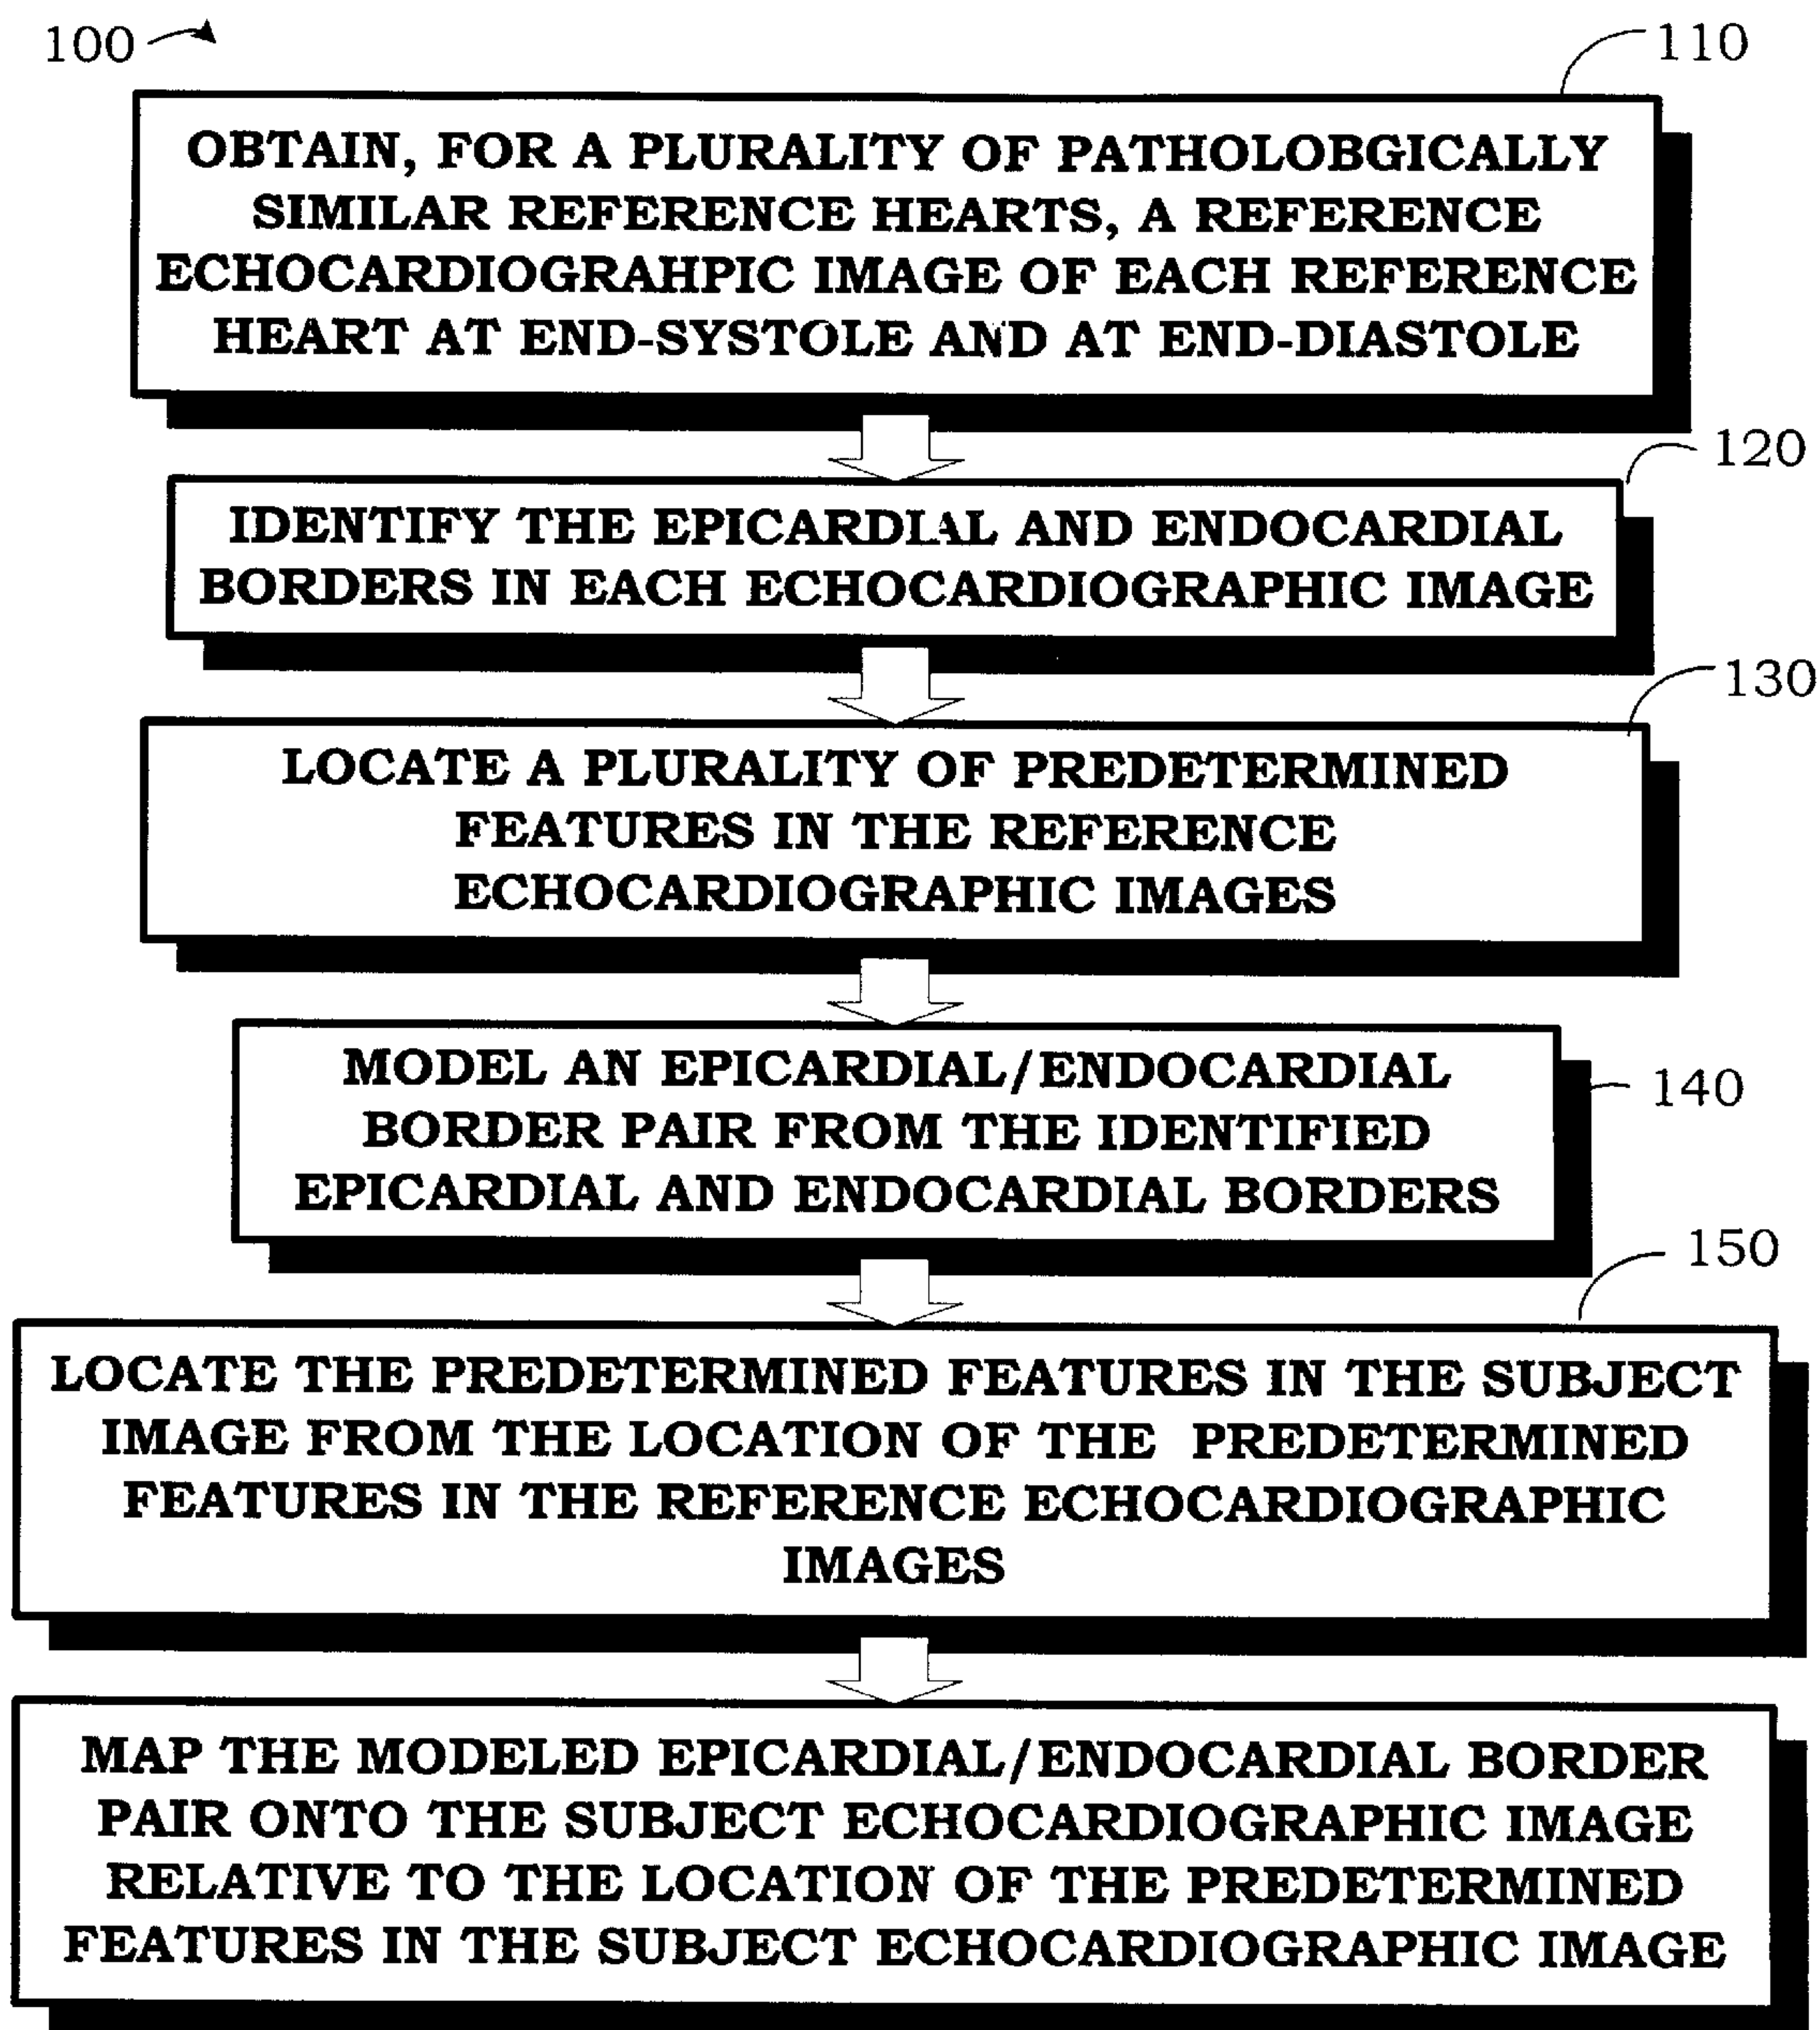 100
110
OBTAIN, FOR A PLURALITY OF PATHOLOBGICALLY
SIMILAR REFERENCE HEARTS, A REFERENCE
ECHOCARDIOGRAHPIC IMAGE OF EACH REFERENCE
HEART AT END-SYSTOLE AND AT END-DIASTOLE
120
IDENTIFY THE EPICARDIAL AND ENDOCARDIAL
BORDERS IN EACH ECHOCARDIOGRAPHIC IMAGE
130
LOCATE A PLURALITY OF PREDETERMINED
FEATURES IN THE REFERENCE
ECHOCARDIOGRAPHIC IMAGES
140
MODEL AN EPICARDIAL/ENDOCARDIAL
BORDER PAIR FROM THE IDENTIFIED
EPICARDIAL AND ENDOCARDIAL BORDERS
150
LOCATE THE PREDETERMINED FEATURES IN THE SUBJECT
IMAGE FROM THE LOCATION OF THE PREDETERMINED
FEATURES IN THE REFERENCE ECHOCARDIOGRAPHIC
IMAGES
MAP THE MODELED EPICARDIAL/ENDOCARDIAL BORDER
PAIR ONTO THE SUBJECT ECHOCARDIOGRAPHIC IMAGE
RELATIVE TO THE LOCATION OF THE PREDETERMINED
FEATURES IN THE SUBJECT ECHOCARDIOGRAPHIC IMAGE